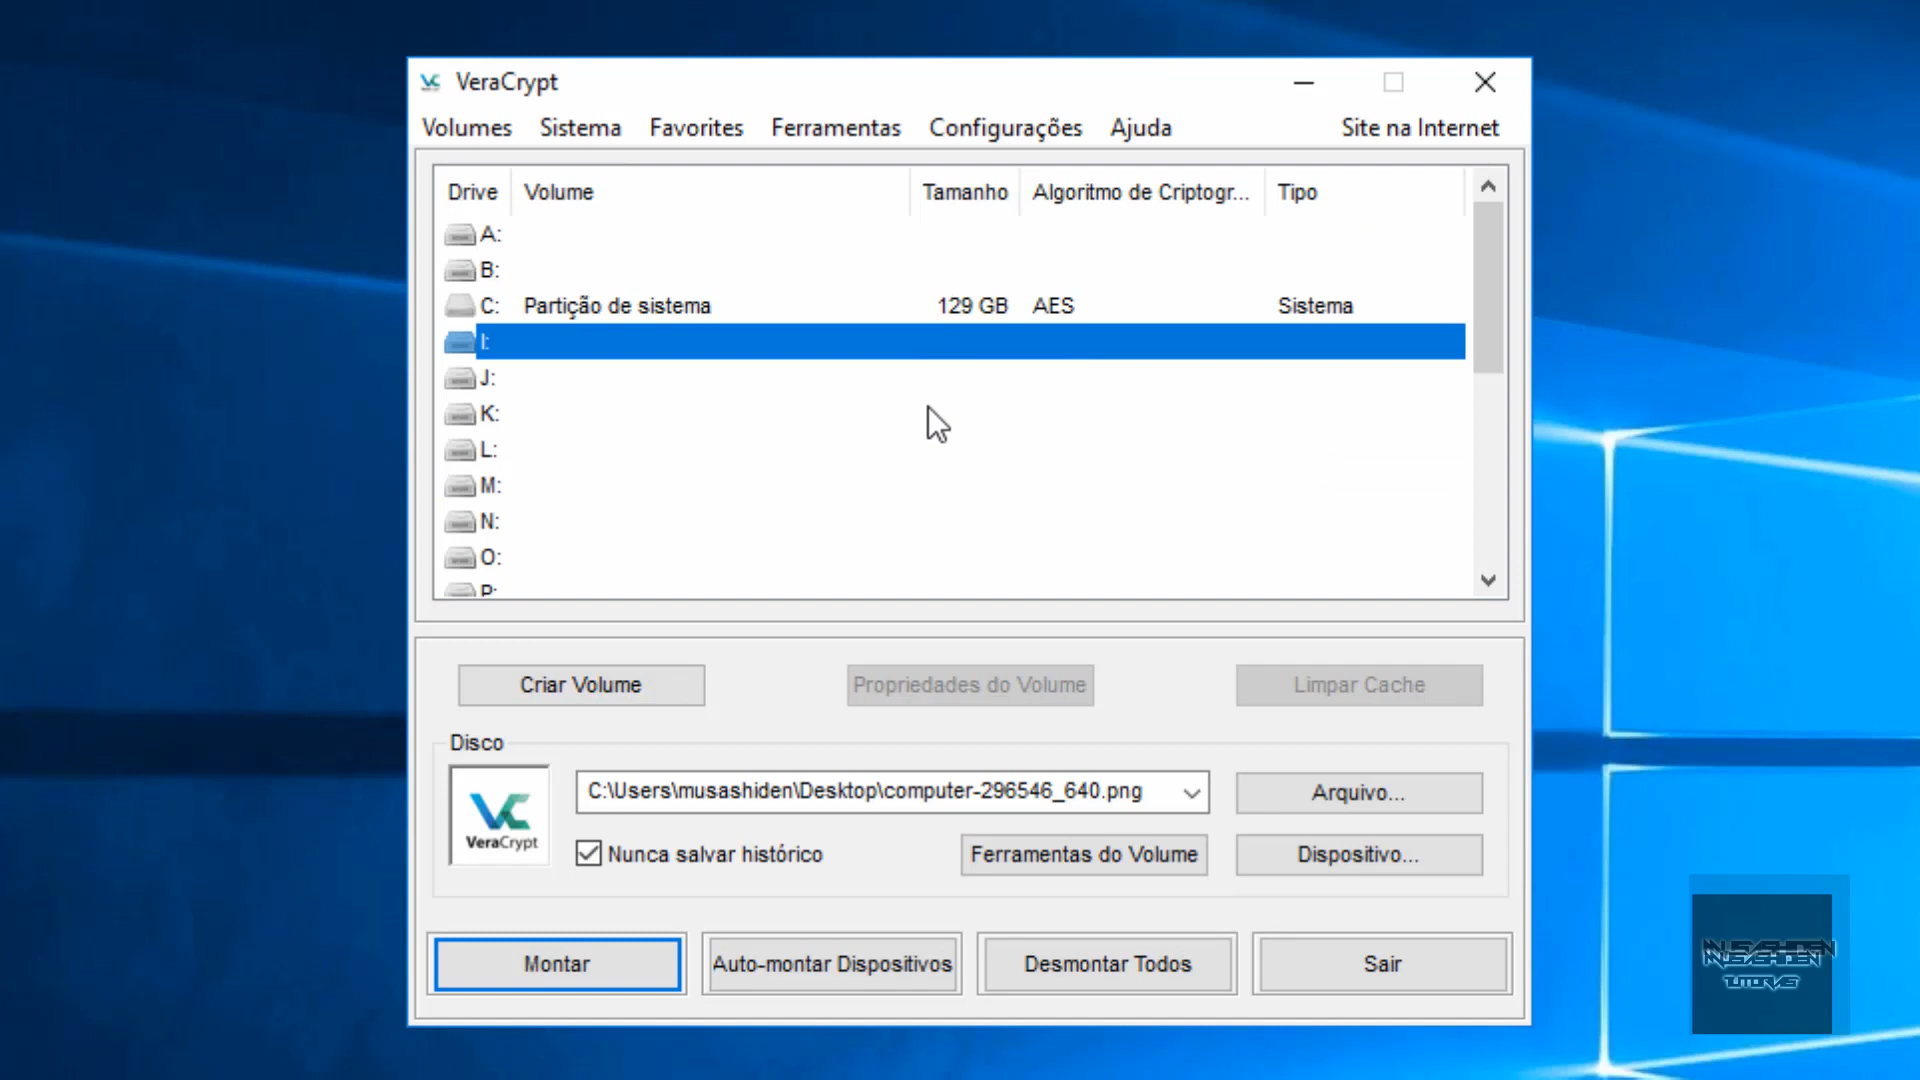 VeraCrypt
Volumes Sistema Favorites Ferramentas Configurações Ajuda Site na Internet
Drive Volume Tamanho Algoritmo de Criptogr... Tipo
A:
B:
C: Partição de sistema 129 GB AES Sistema
I:
J:
K:
L:
M:
N:
O:
P:
Criar Volume Propriedades do Volume Limpar Cache
Disco
C:\Users\musashiden\Desktop\computer-296546_640.png Arquivo...
VeraCrypt
Nunca salvar histórico Ferramentas do Volume Dispositivo...
Montar Auto-montar Dispositivos Desmontar Todos Sair